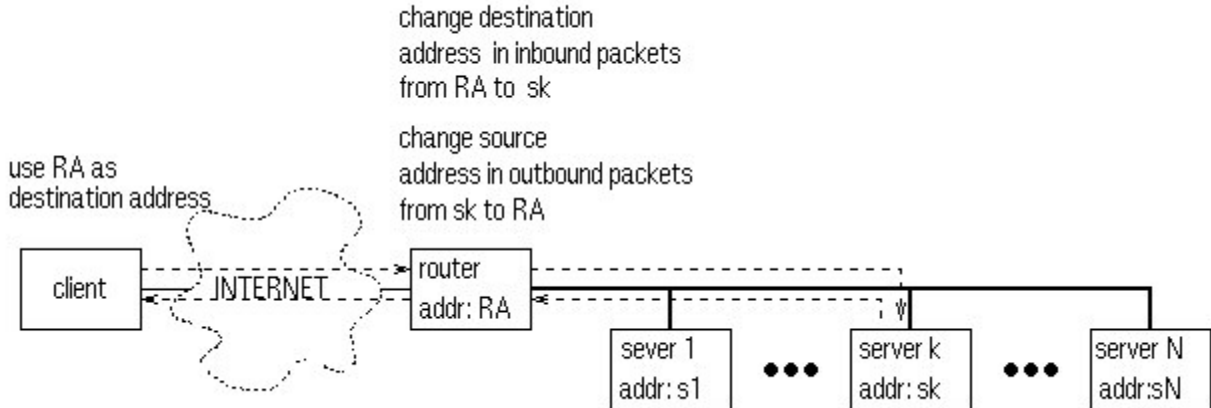 change destination
address in inbound packets
from RA to sk
change source
address in outbound packets
from sk to RA
use RA as
destination address
client
INTERNET
router
addr: RA
sever 1
addr: s1
server k
addr: sk
server N
addr:sN